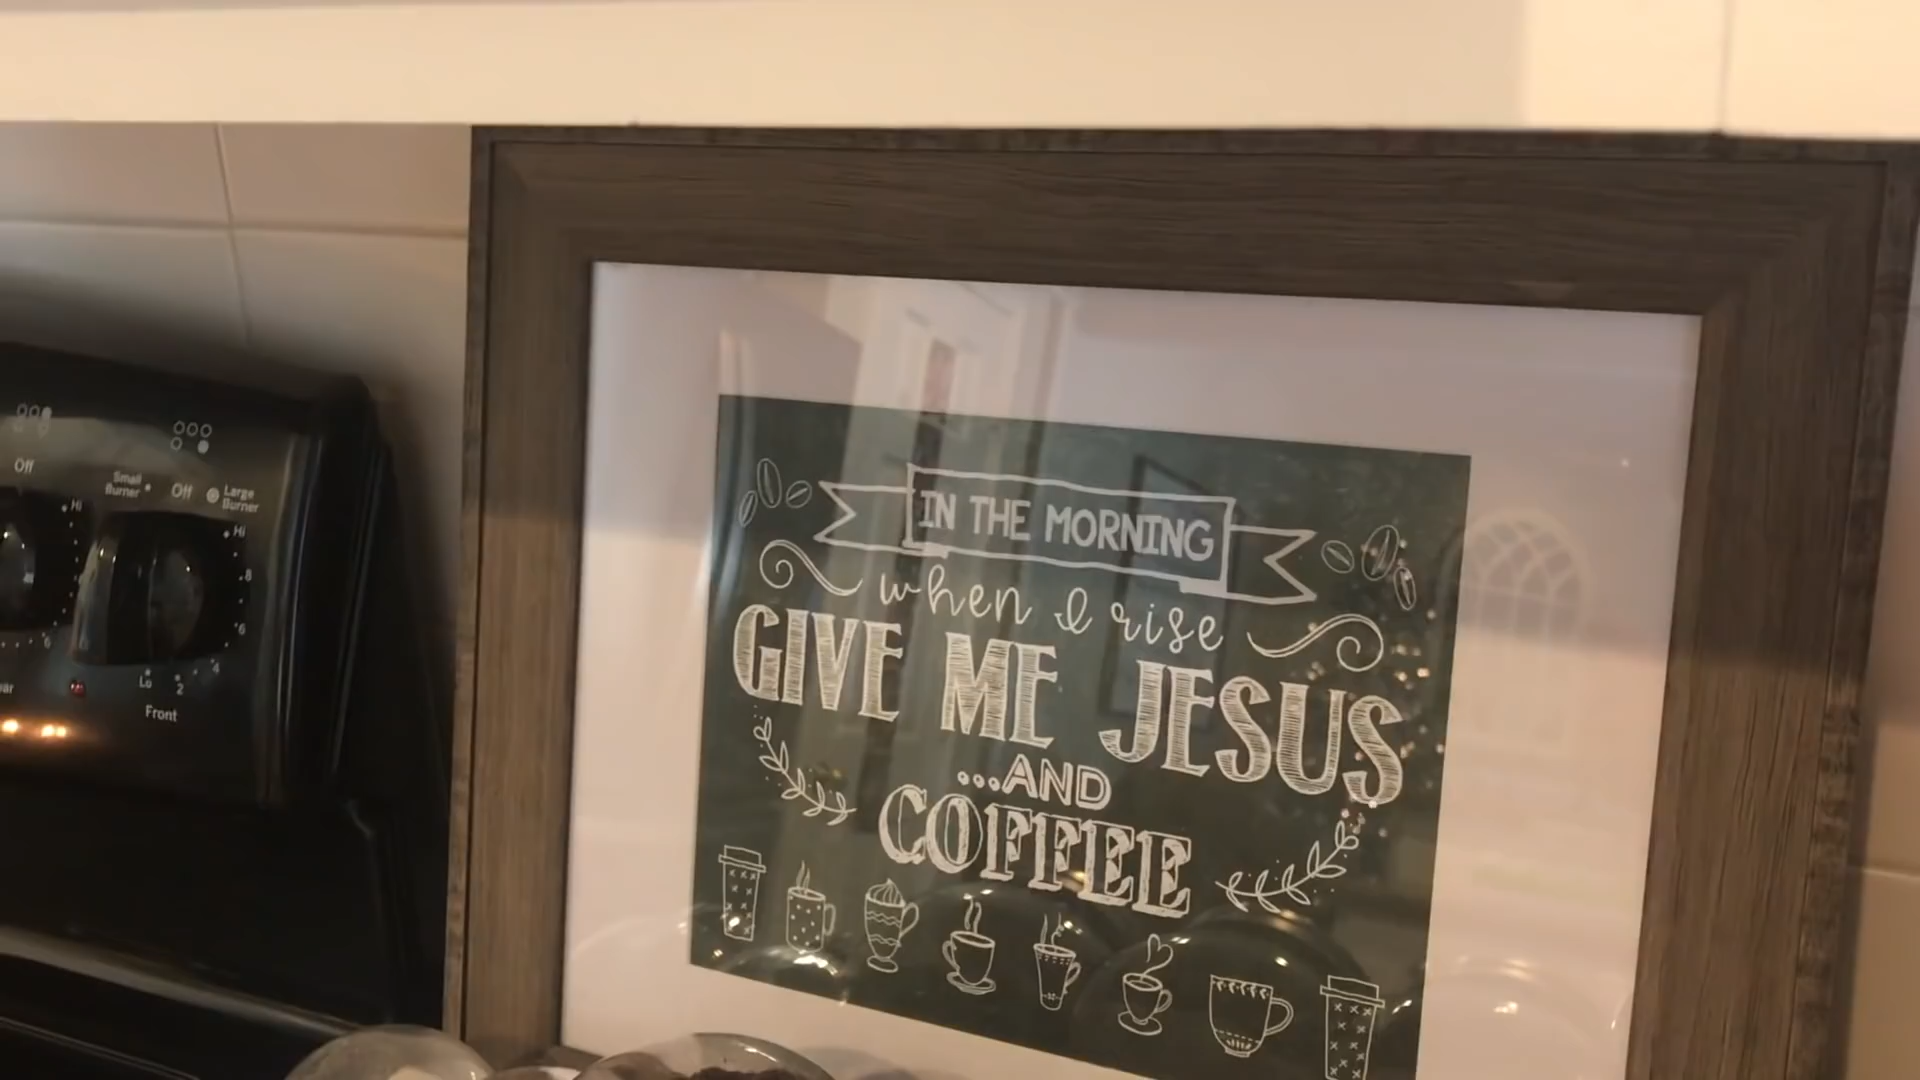 IN THE MORNING
when I rise
GIVE ME JESUS
...AND
COFFEE
Off
Small Burner
Off
Large Burner
Hi
Hi
8
6
6
4
2
Lo
Front